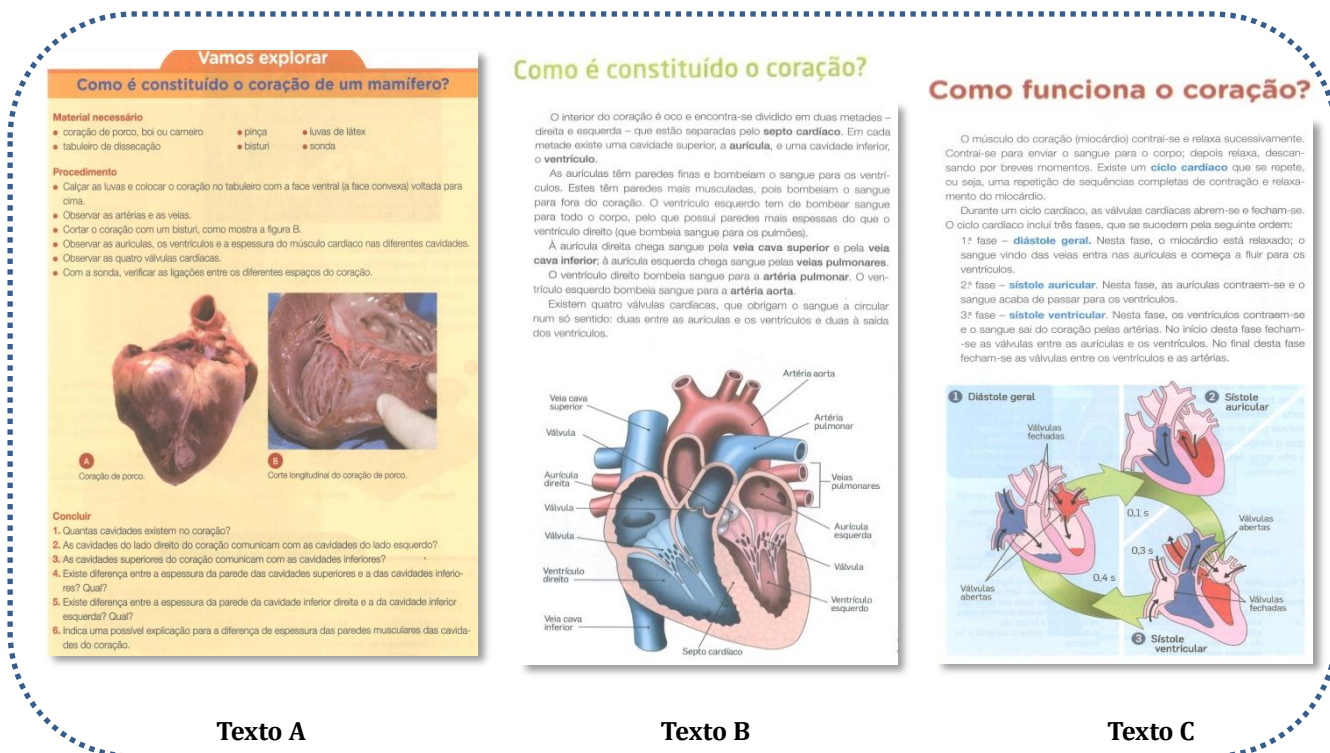 Vamos explorar
Como é constituído o coração de um mamífero?
Material necessário
• coração de porco, boi ou carneiro
• pinça
• luvas de látex
• tabuleiro de dissecação
• bisturi
• sonda
Procedimento
• Calçar as luvas e colocar o coração no tabuleiro com a face ventral (a face convexa) voltada para
cima.
• Observar as artérias e as veias.
• Cortar o coração com um bisturi, como mostra a figura B.
• Observar as aurículas, os ventrículos e a espessura do músculo cardíaco nas diferentes cavidades.
• Observar as quatro válvulas cardíacas.
• Com a sonda, verificar as ligações entre os diferentes espaços do coração.
A
Coração de porco.
B
Corte longitudinal do coração de porco.
Concluir
1. Quantas cavidades existem no coração?
2. As cavidades do lado direito do coração comunicam com as cavidades do lado esquerdo?
3. As cavidades superiores do coração comunicam com as cavidades inferiores?
4. Existe diferença entre a espessura da parede das cavidades superiores e a das cavidades inferio-
res? Qual?
5. Existe diferença entre a espessura da parede da cavidade inferior direita e a da cavidade inferior
esquerda? Qual?
6. Indica uma possível explicação para a diferença de espessura das paredes musculares das cavida-
des do coração.
Texto A
Como é constituído o coração?
O interior do coração é oco e encontra-se dividido em duas metades –
direita e esquerda – que estão separadas pelo septo cardíaco. Em cada
metade existe uma cavidade superior, a aurícula, e uma cavidade inferior,
o ventrículo.
As aurículas têm paredes finas e bombeiam o sangue para os ventrí-
culos. Estes têm paredes mais musculadas, pois bombeiam o sangue
para fora do coração. O ventrículo esquerdo tem de bombear sangue
para todo o corpo, pelo que possui paredes mais espessas do que o
ventrículo direito (que bombeia sangue para os pulmões).
À aurícula direita chega sangue pela veia cava superior e pela veia
cava inferior; à aurícula esquerda chega sangue pelas veias pulmonares.
O ventrículo direito bombeia sangue para a artéria pulmonar. O ven-
trículo esquerdo bombeia sangue para a artéria aorta.
Existem quatro válvulas cardíacas, que obrigam o sangue a circular
num só sentido: duas entre as aurículas e os ventrículos e duas à saída
dos ventrículos.
Artéria aorta
Veia cava
superior
Artéria
pulmonar
Válvula
Aurícula
direita
Veias
pulmonares
Válvula
Aurícula
esquerda
Válvula
Válvula
Ventrículo
direito
Ventrículo
esquerdo
Veia cava
inferior
Septo cardíaco
Texto B
Como funciona o coração?
O músculo do coração (miocárdio) contrai-se e relaxa sucessivamente.
Contrai-se para enviar o sangue para o corpo; depois relaxa, descan-
sando por breves momentos. Existe um ciclo cardíaco que se repete,
ou seja, uma repetição de sequências completas de contração e relaxa-
mento do miocárdio.
Durante um ciclo cardíaco, as válvulas cardíacas abrem-se e fecham-se.
O ciclo cardíaco inclui três fases, que se sucedem pela seguinte ordem:
1.ª fase – diástole geral. Nesta fase, o miocárdio está relaxado; o
sangue vindo das veias entra nas aurículas e começa a fluir para os
ventrículos.
2.ª fase – sístole auricular. Nesta fase, as aurículas contraem-se e o
sangue acaba de passar para os ventrículos.
3.ª fase – sístole ventricular. Nesta fase, os ventrículos contraem-se
e o sangue sai do coração pelas artérias. No início desta fase fecham-
-se as válvulas entre as aurículas e os ventrículos. No final desta fase
fecham-se as válvulas entre os ventrículos e as artérias.
1 Diástole geral
2 Sístole
auricular
Válvulas
fechadas
0,1 s
Válvulas
abertas
0,3 s
0,4 s
Válvulas
abertas
Válvulas
fechadas
3 Sístole
ventricular
Texto C